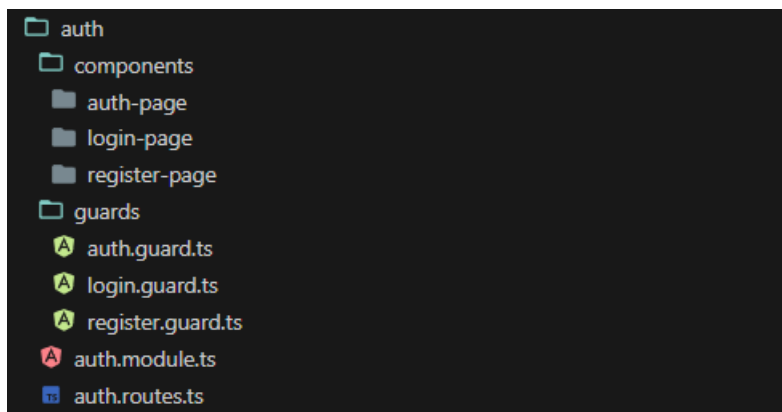 auth
components
auth-page
login-page
register-page
guards
auth.guard.ts
login.guard.ts
register.guard.ts
auth.module.ts
TS auth.routes.ts